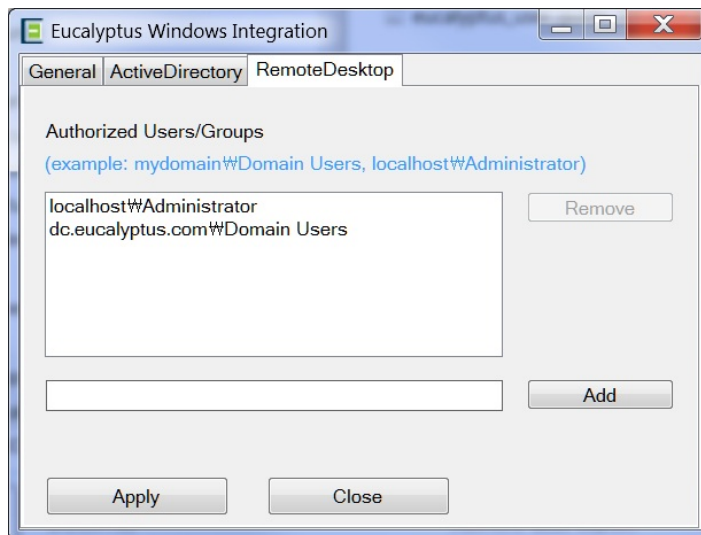 Eucalyptus Windows Integration
General ActiveDirectory RemoteDesktop
Authorized Users/Groups
(example: mydomain₩Domain Users, localhost₩Administrator)
localhost₩Administrator
Remove
dc.eucalyptus.com₩Domain Users
Add
Apply Close